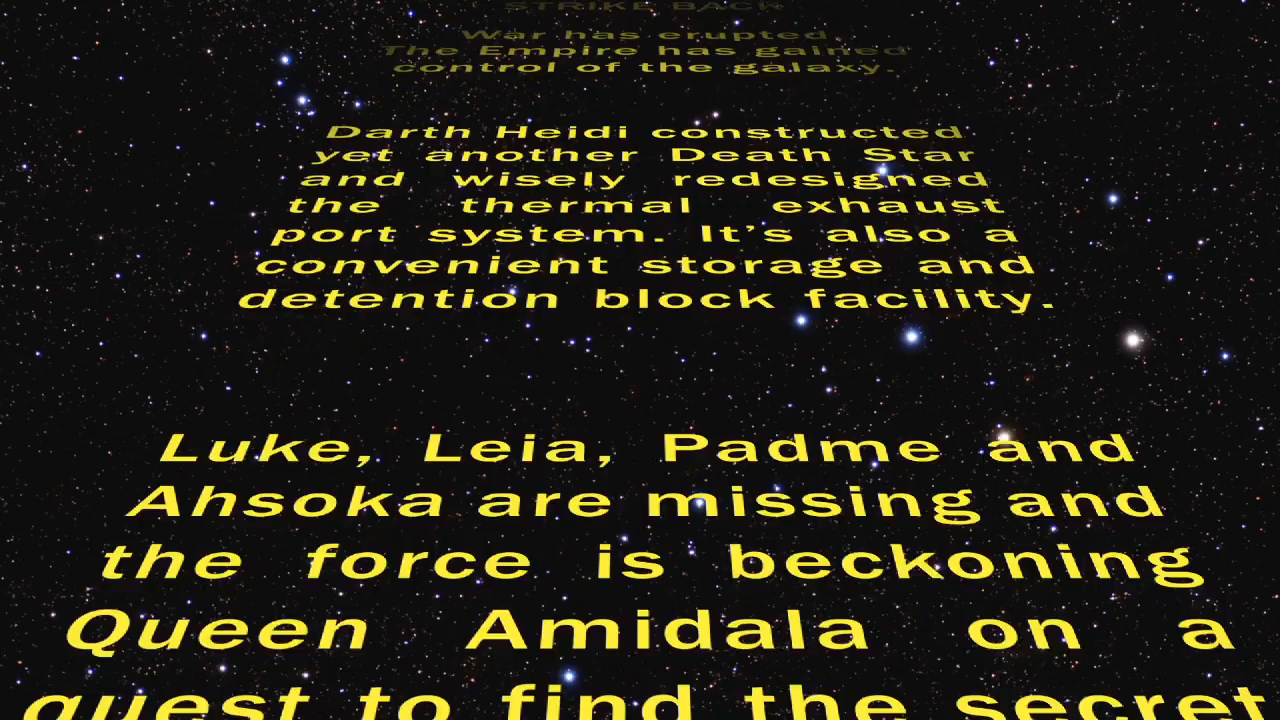 STRIKE BACK
War has erupted.
The Empire has gained
control of the galaxy.
Darth Heidi constructed
yet another Death Star
and wisely redesigned
the thermal exhaust
port system. It’s also a
convenient storage and
detention block facility.
Luke, Leia, Padme and
Ahsoka are missing and
the force is beckoning
Queen Amidala on a
quest to find the secret